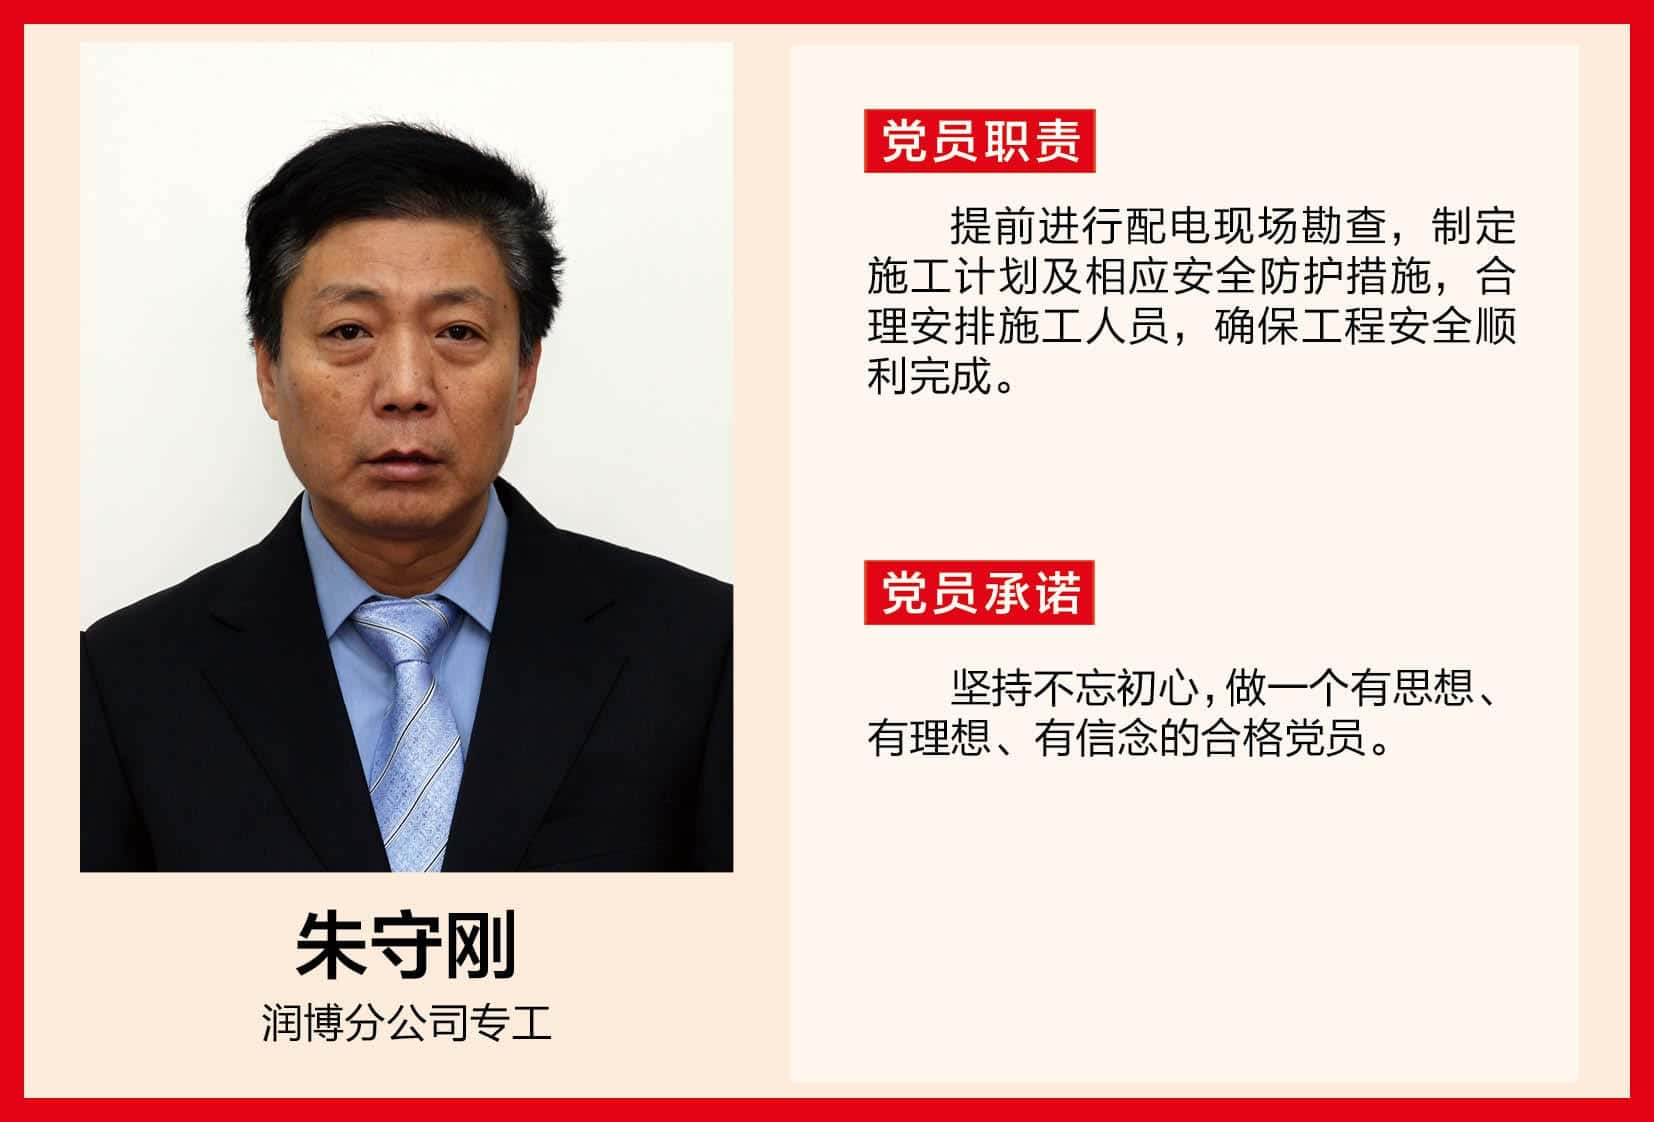 党员职责
提前进行配电现场勘查，制定
施工计划及相应安全防护措施，合
理安排施工人员，确保工程安全顺
利完成。
党员承诺
坚持不忘初心，做一个有思想、
有理想、有信念的合格党员。
朱守刚
润博分公司专工